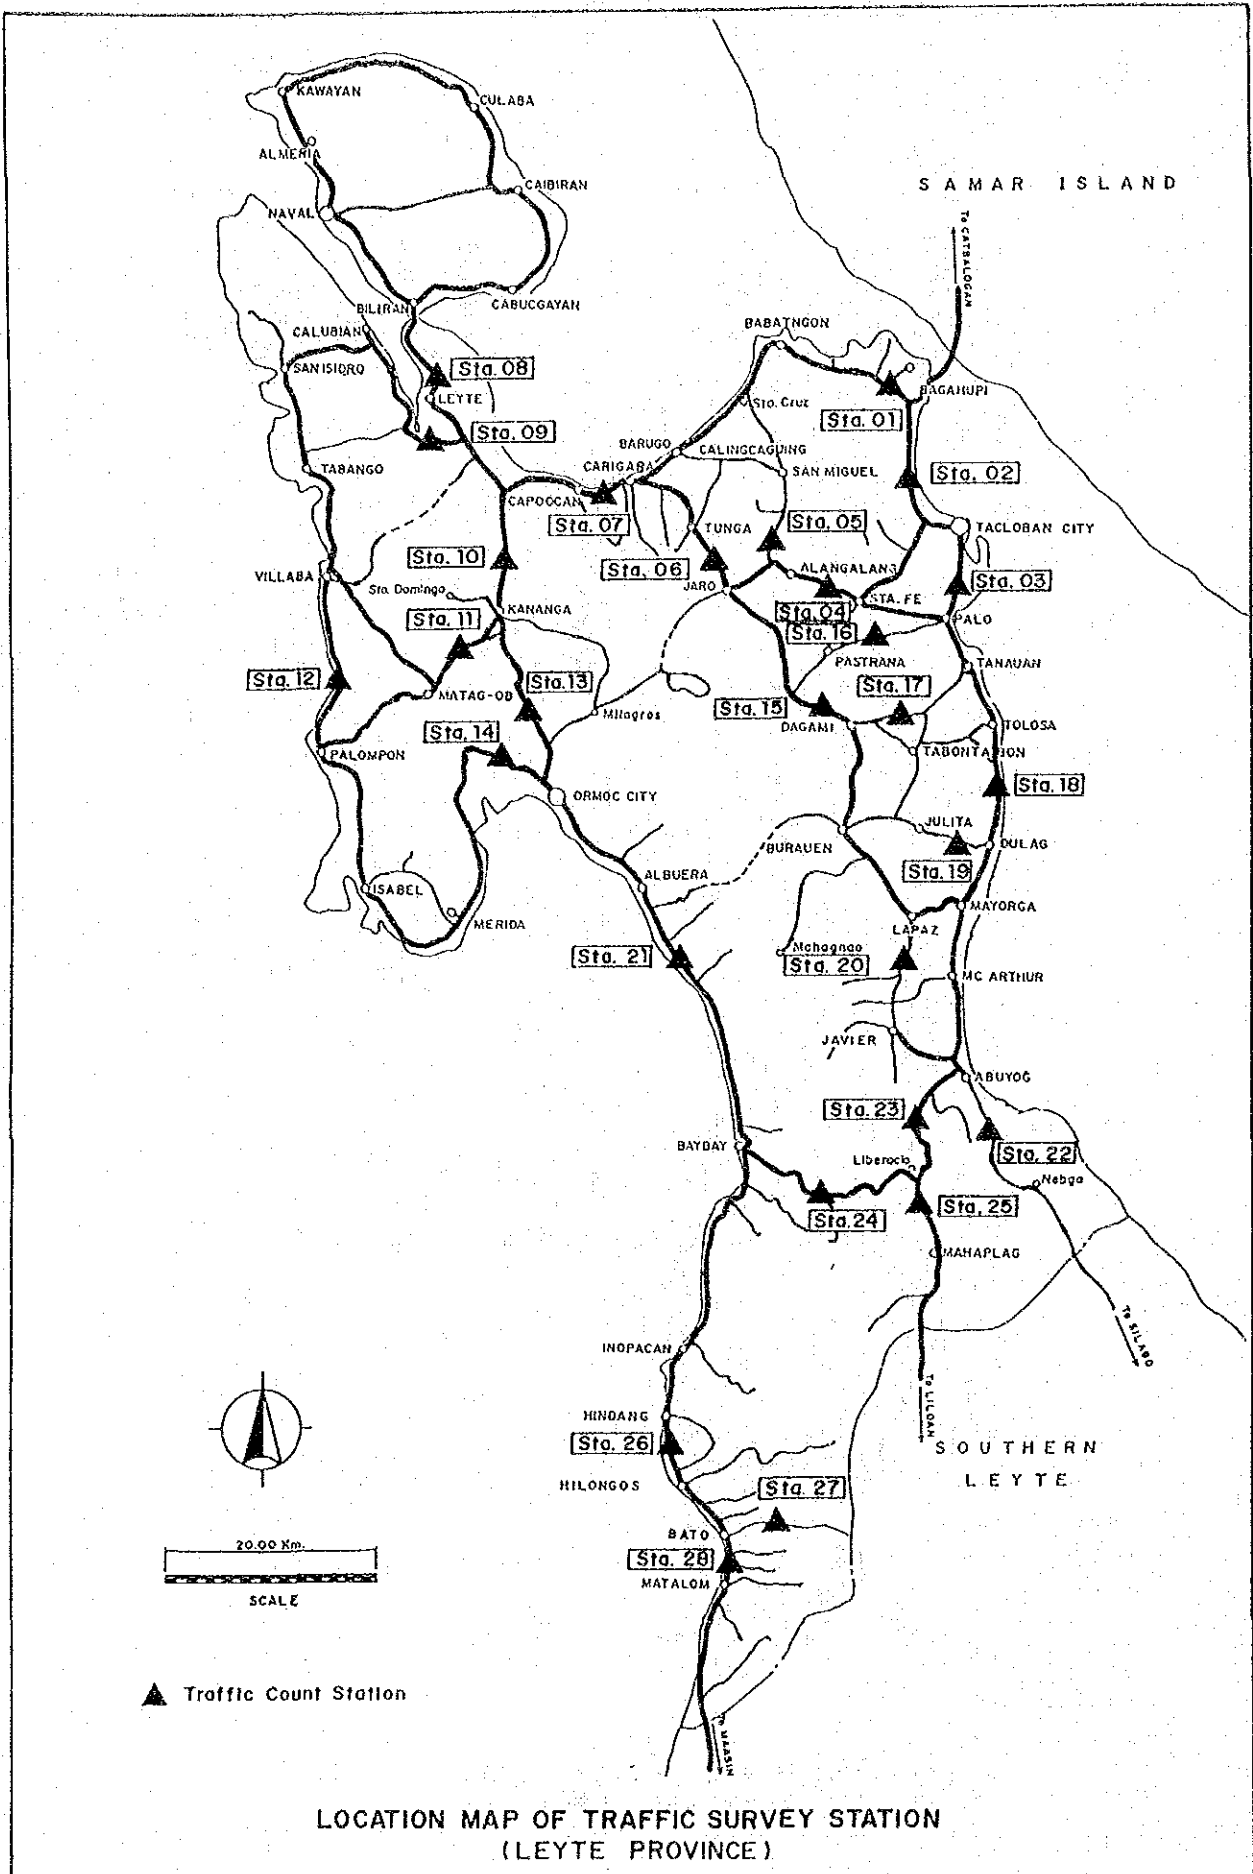 KAWAYAN
CULABA
ALMERIA
CAIBIRAN
SAMAR ISLAND
NAVAL
To CATBALOGAN
CABUCGAYAN
BILIRAN
CALUBIAN
BABATNGON
SAN ISIDRO
Sta. 08
BAGAHUPI
LEYTE
Sto. Cruz
Sta. 01
Sta. 09
BARUGO
CALINGCAGUING
TABANGO
CARIGARA
SAN MIGUEL
Sta. 02
CAPOOCAN
Sta. 07
TUNGA
Sta. 05
TACLOBAN CITY
Sta. 10
Sta. 06
ALANGALANG
VILLABA
JARO
Sta. 03
Sto. Domingo
STA. FE
KANANGA
Sta. 04
Sta. 11
Sta. 16
PALO
PASTRANA
TANAUAN
Sta. 12
Sta. 13
Sta. 17
MATAG-OB
Sta. 15
Milagros
DAGAMI
TOLOSA
Sta. 14
TABONTABON
PALOMPON
Sta. 18
ORMOC CITY
JULITA
BURAUEN
DULAG
ALBUERA
Sta. 19
ISABEL
MAYORGA
MERIDA
LAPAZ
Mahagnao
Sta. 21
Sta. 20
MC ARTHUR
JAVIER
ABUYOG
Sta. 23
BAYBAY
Sta. 22
Nebga
Sta. 24
Sta. 25
MAHAPLAG
To SILAGO
INOPACAN
To LILOAN
HINDANG
Sta. 26
SOUTHERN
LEYTE
HILONGOS
Sta. 27
BATO
20.00 Km.
Sta. 28
MATALOM
SCALE
Traffic Count Station
To MAASIN
LOCATION MAP OF TRAFFIC SURVEY STATION
(LEYTE PROVINCE)